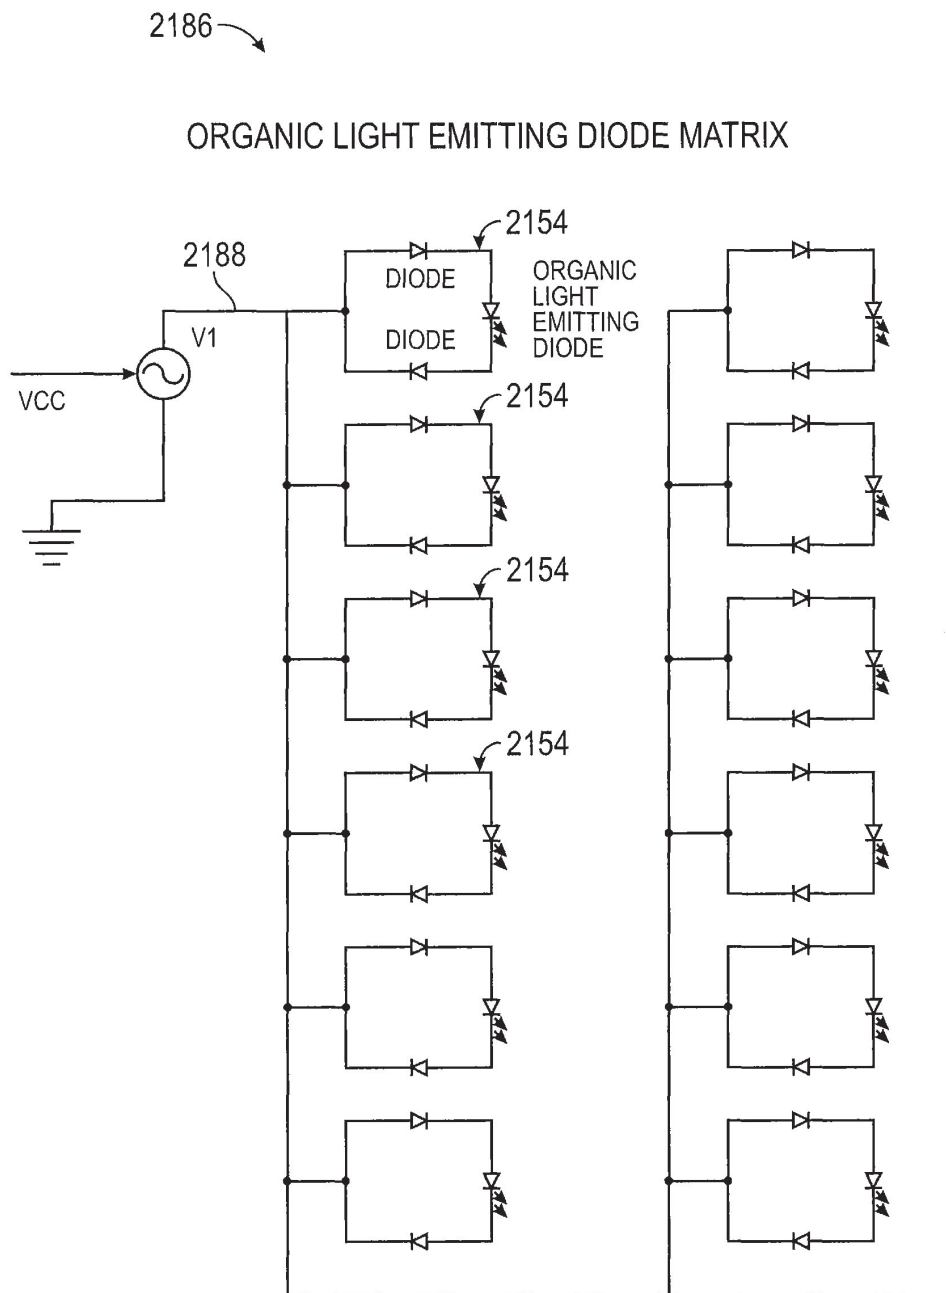 2186
ORGANIC LIGHT EMITTING DIODE MATRIX
2154
2188
DIODE
ORGANIC
LIGHT
EMITTING
DIODE
V1
DIODE
VCC
2154
2154
2154